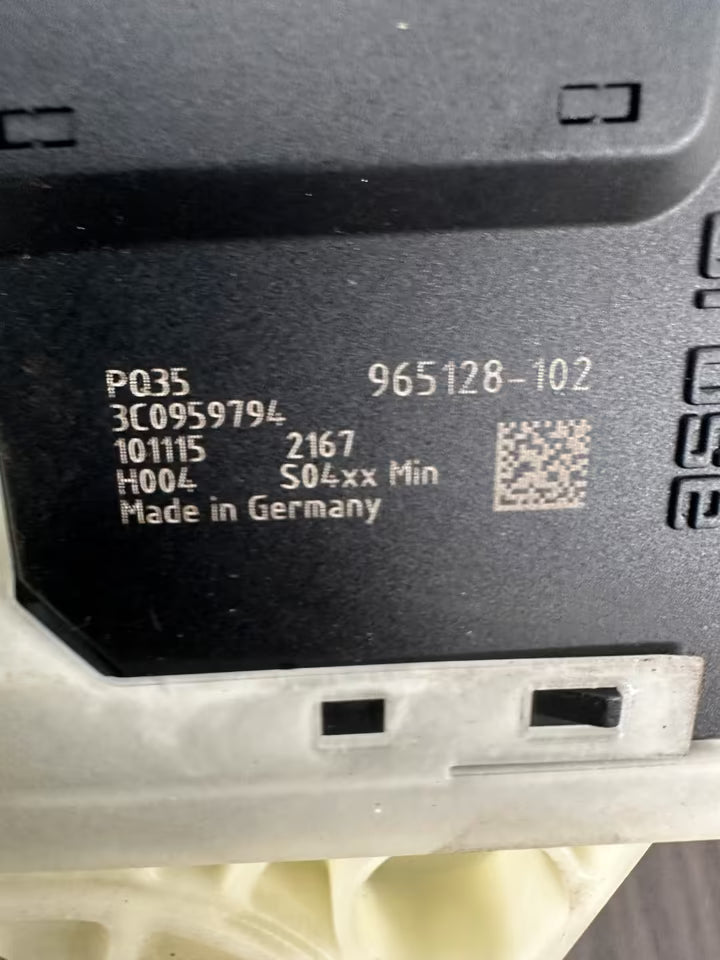 PQ35
965128-102
3C0959794
101115 2167
H004 S04xx Min
Made in Germany